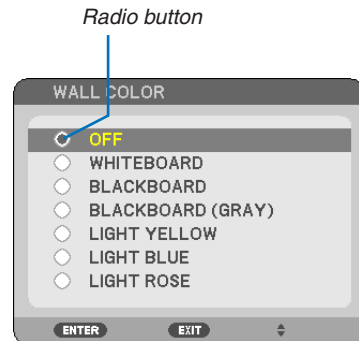 Radio button
WALL COLOR
OFF
WHITEBOARD
BLACKBOARD
BLACKBOARD (GRAY)
LIGHT YELLOW
LIGHT BLUE
LIGHT ROSE
ENTER EXIT